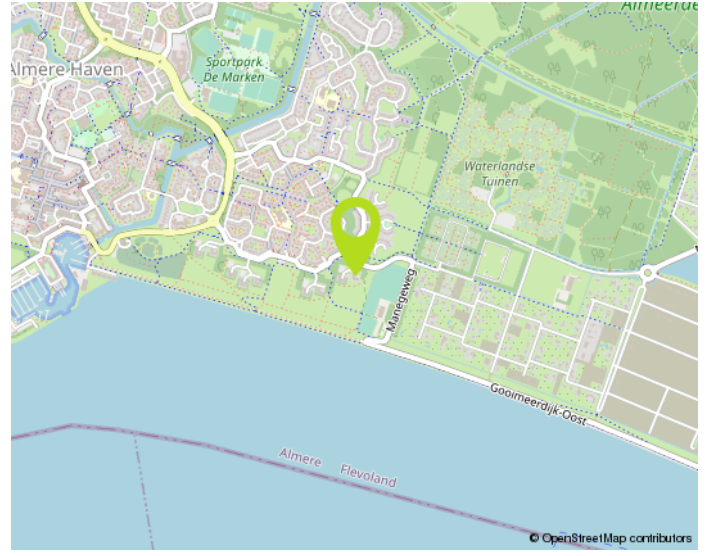 Almeerde
Sportpark
De Marken
Almere Haven
Waterlandse
Tuinen
Manegeweg
Gooimeerdijk-Oost
Almere Flevoland
© OpenStreetMap contributors